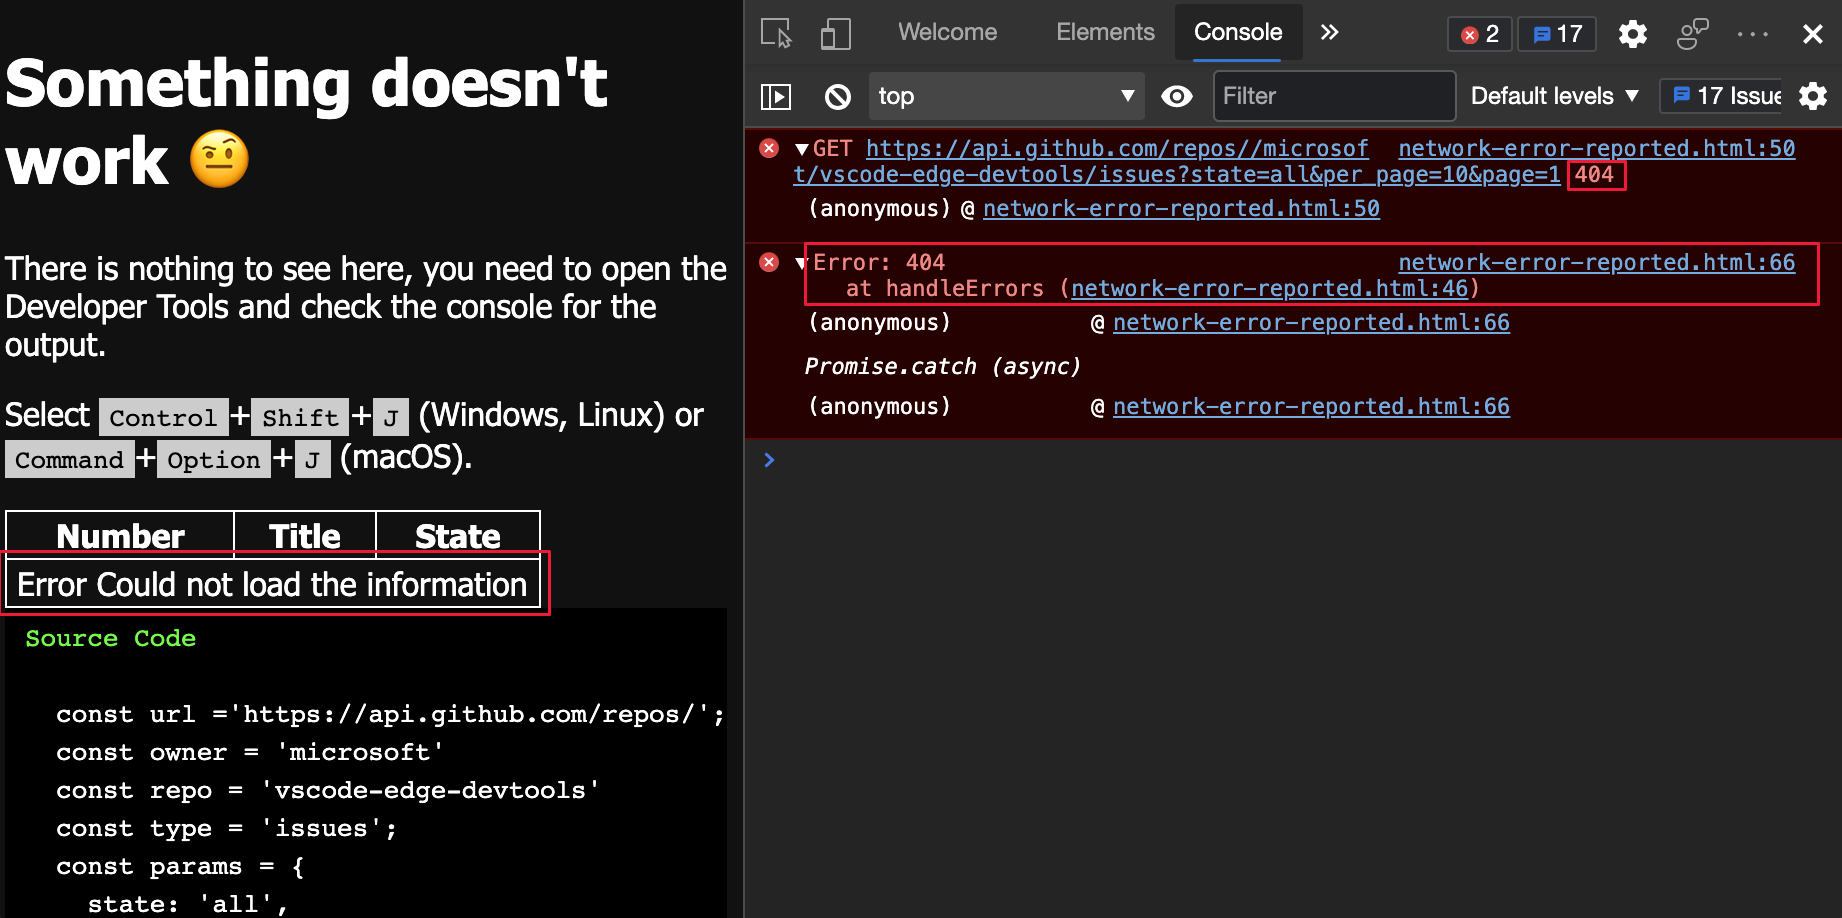 Something doesn't
work 🤨
There is nothing to see here, you need to open the
Developer Tools and check the console for the
output.
Select Control+Shift+J (Windows, Linux) or
Command+Option+J (macOS).
Number Title State
Error Could not load the information
Source Code
const url ='https://api.github.com/repos/';
const owner = 'microsoft'
const repo = 'vscode-edge-devtools'
const type = 'issues';
const params = {
state: 'all',
Welcome Elements Console 2 17
top Filter Default levels 17 Issue
GET https://api.github.com/repos//microsof network-error-reported.html:50
t/vscode-edge-devtools/issues?state=all&per_page=10&page=1 404
(anonymous) @ network-error-reported.html:50
Error: 404 network-error-reported.html:66
at handleErrors (network-error-reported.html:46)
(anonymous) @ network-error-reported.html:66
Promise.catch (async)
(anonymous) @ network-error-reported.html:66